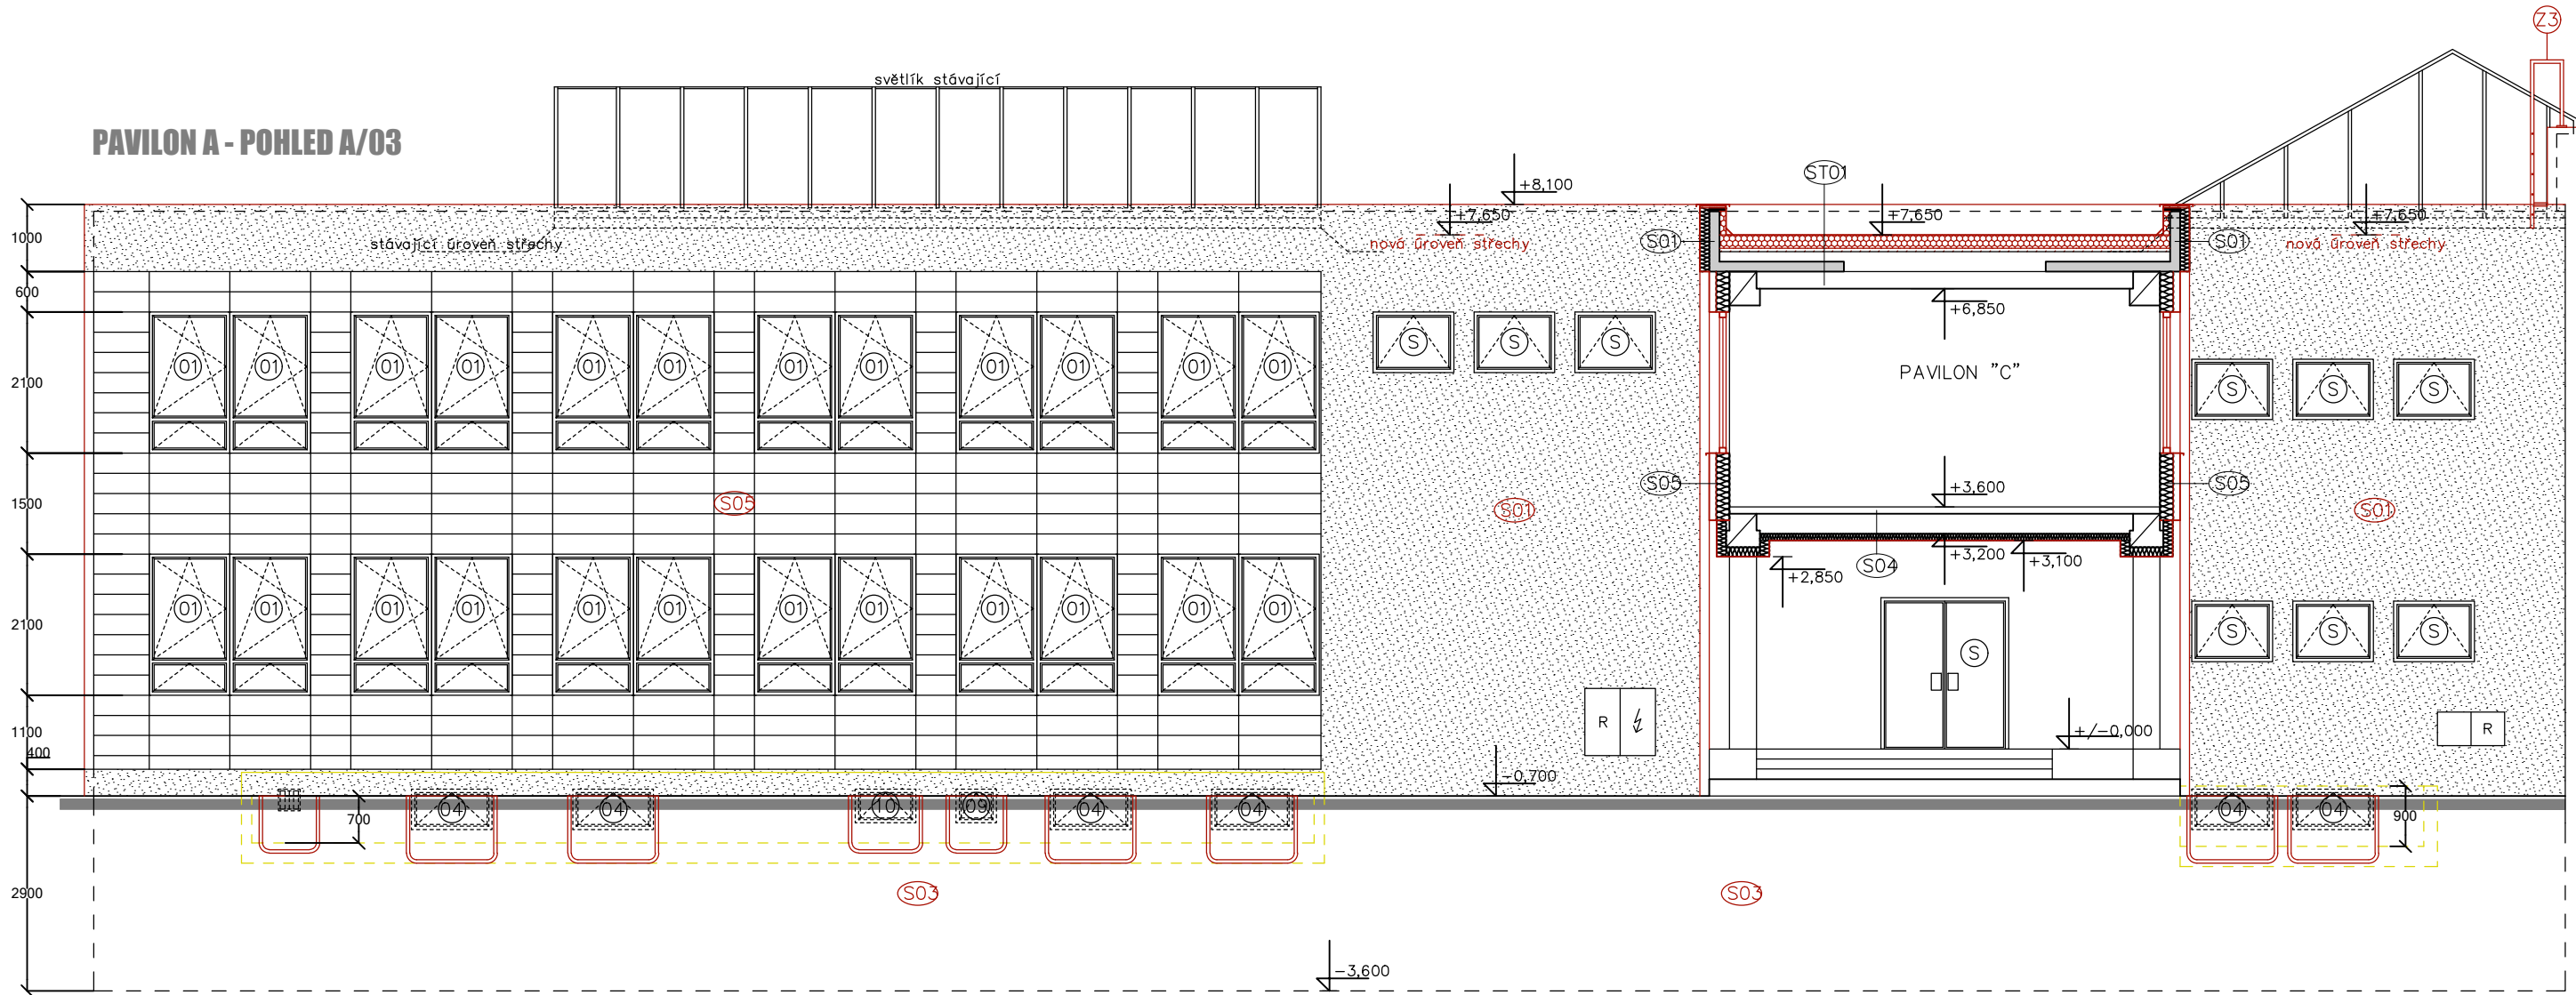 Z3
světlík stávající
PAVILON A - POHLED A/03
ST01
+8,100
+7,650
+7,650
+7,650
1000
stávající úroveň střechy
nová úroveň střechy
S01
S01
nová úroveň střechy
600
+6,850
01 01 01 01 01 01 01 01 01 01 01 01
S S S
2100
PAVILON "C"
S S S
1500
S05
S01
S05
+3,600
S05
S01
+3,200
+3,100
S04
+2,850
01 01 01 01 01 01 01 01 01 01 01 01
2100
S S S
S
R
R
1100
+/-0,000
400
-0,700
04 04 10 09 04 04
04 04
700
900
2900
S03
S03
-3,600